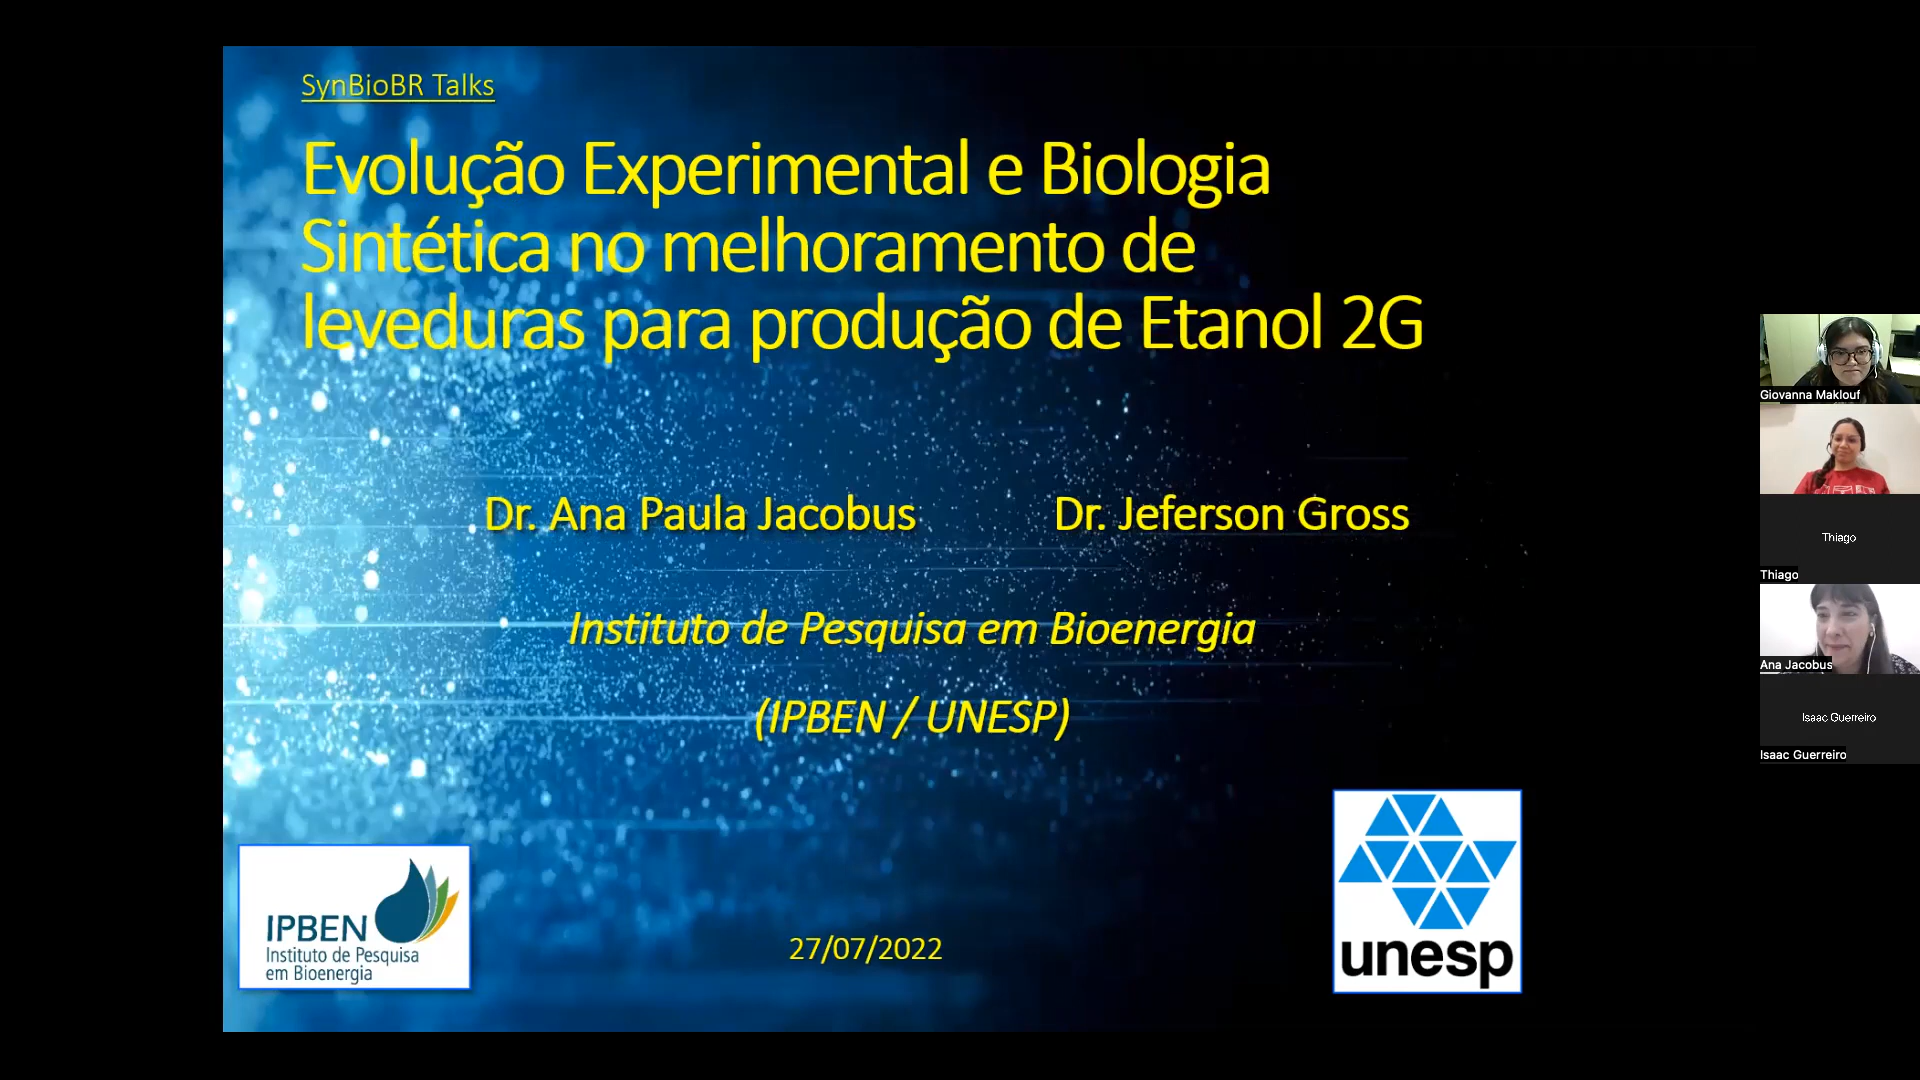 SynBioBR Talks
Evolução Experimental e Biologia
Sintética no melhoramento de
leveduras para produção de Etanol 2G
Dr. Ana Paula Jacobus
Dr. Jeferson Gross
Instituto de Pesquisa em Bioenergia
(IPBEN / UNESP)
IPBEN
Instituto de Pesquisa
em Bioenergia
27/07/2022
unesp
Giovanna Maklouf
Thiago
Thiago
Ana Jacobus
Isaac Guerreiro
Isaac Guerreiro